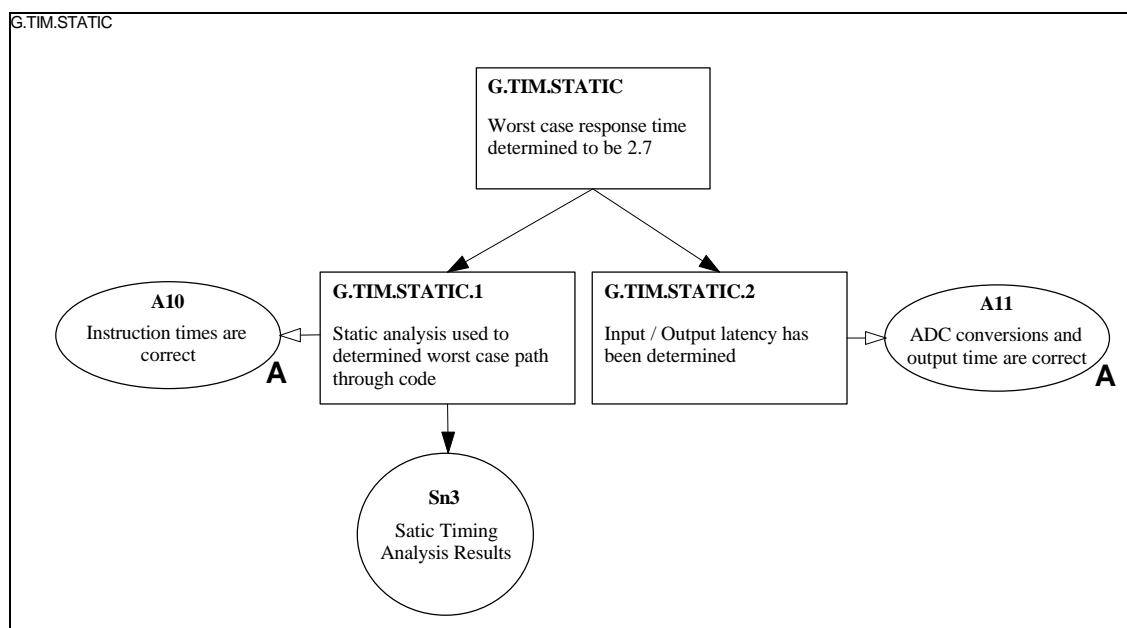 G.TIM.STATIC
G.TIM.STATIC
Worst case response time
determined to be 2.7
G.TIM.STATIC.1
Static analysis used to
determined worst case path
through code
G.TIM.STATIC.2
Input / Output latency has
been determined
A10
Instruction times are
correct
A
A11
ADC conversions and
output time are correct
A
Sn3
Satic Timing
Analysis Results